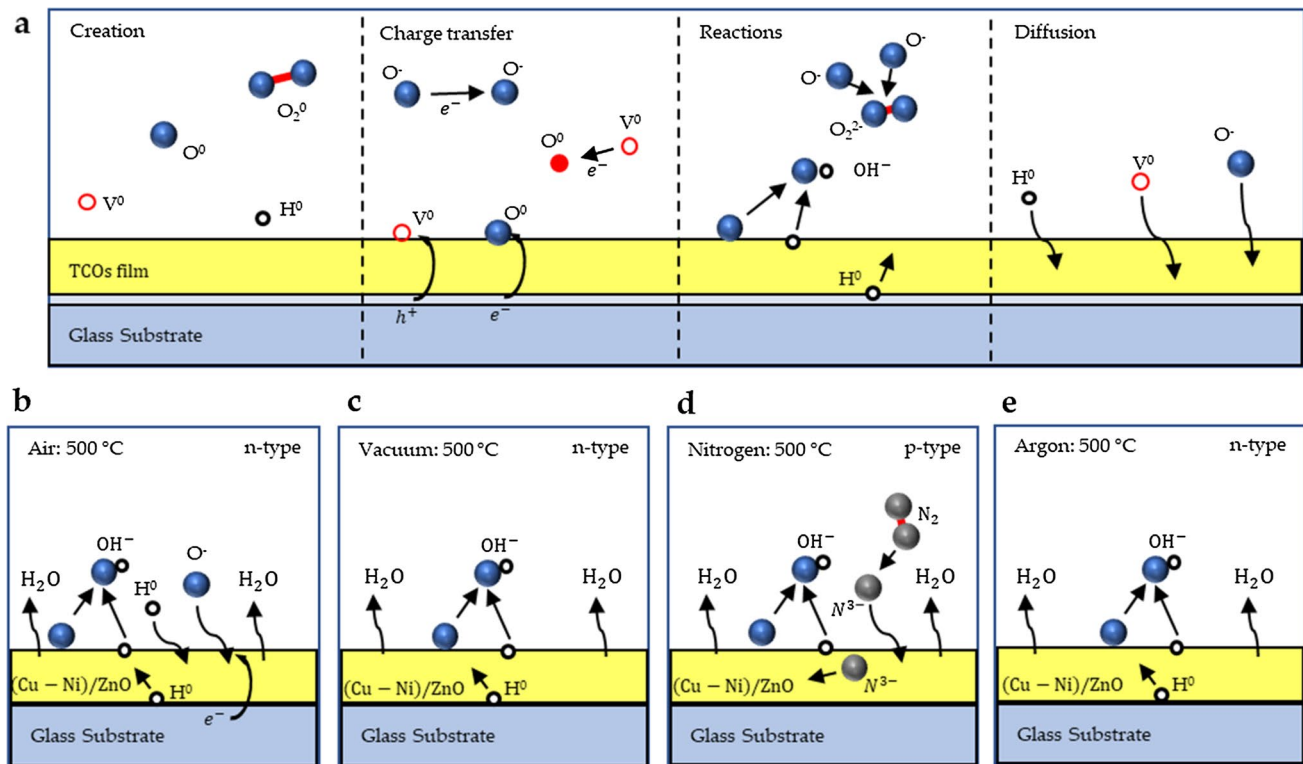 a
Creation
Charge transfer
Reactions
Diffusion
O₂⁰
O⁰
V⁰
H⁰
O⁻
O⁻
e⁻
V⁰
O⁰
e⁻
V⁰
O⁰
h⁺
e⁻
O⁻
O⁻
O₂²⁻
OH⁻
H⁰
O⁻
V⁰
H⁰
TCOs film
Glass Substrate
b
Air: 500 °C
n-type
OH⁻
O⁻
H₂O
H⁰
H₂O
(Cu − Ni)/ZnO
H⁰
e⁻
Glass Substrate
c
Vacuum: 500 °C
n-type
OH⁻
H₂O
H₂O
(Cu − Ni)/ZnO
H⁰
Glass Substrate
d
Nitrogen: 500 °C
p-type
N₂
OH⁻
H₂O
N³⁻
H₂O
(Cu − Ni)/ZnO
N³⁻
Glass Substrate
e
Argon: 500 °C
n-type
OH⁻
H₂O
H₂O
(Cu − Ni)/ZnO
H⁰
Glass Substrate